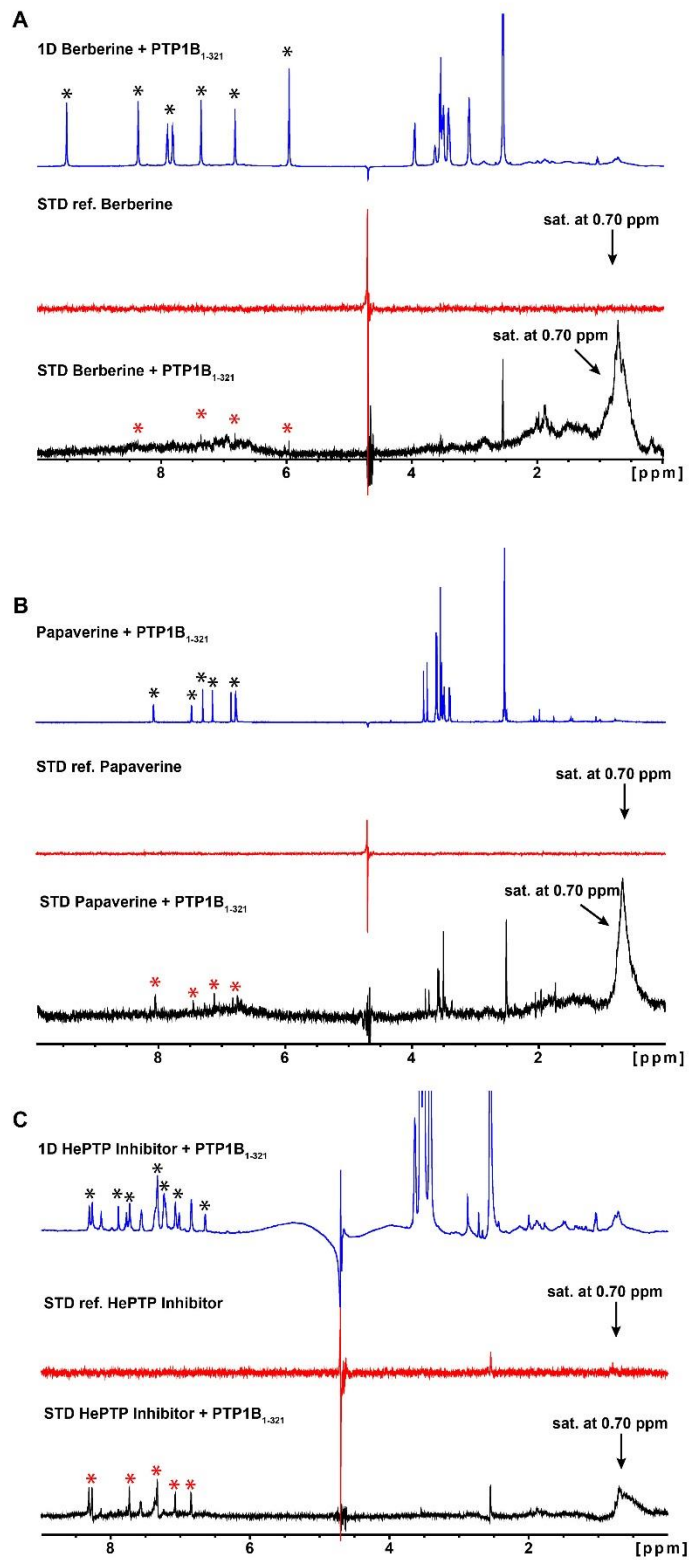 A
1D Berberine + PTP1B1-321
* * * * * *
STD ref. Berberine
sat. at 0.70 ppm
sat. at 0.70 ppm
STD Berberine + PTP1B1-321
* * * *
8 6 4 2 [ppm]
B
Papaverine + PTP1B1-321
* * * * *
STD ref. Papaverine
sat. at 0.70 ppm
sat. at 0.70 ppm
STD Papaverine + PTP1B1-321
* * * *
8 6 4 2 [ppm]
C
1D HePTP Inhibitor + PTP1B1-321
* * * * * * *
STD ref. HePTP Inhibitor
sat. at 0.70 ppm
STD HePTP Inhibitor + PTP1B1-321
sat. at 0.70 ppm
* * * * *
8 6 4 2 [ppm]